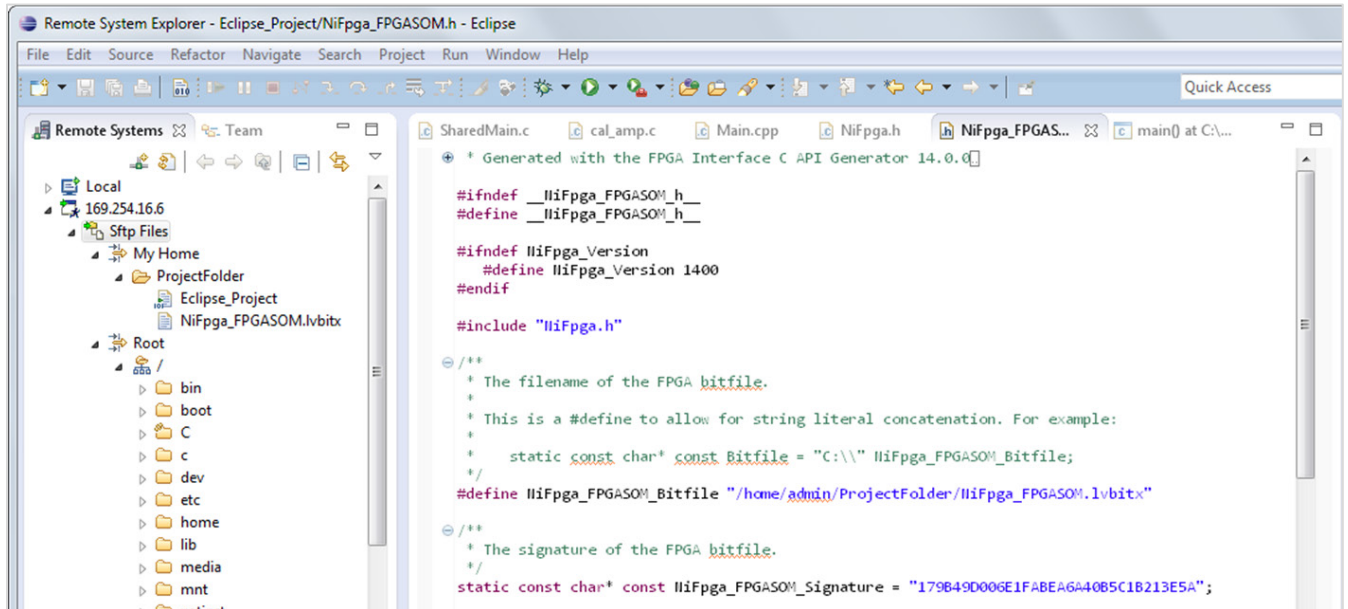 Remote System Explorer - Eclipse_Project/NiFpga_FPGASOM.h - Eclipse
File Edit Source Refactor Navigate Search Project Run Window Help
Quick Access
Remote Systems Team
SharedMain.c cal_amp.c Main.cpp NiFpga.h NiFpga_FPGAS... main() at C:\...
Local
169.254.16.6
Sftp Files
My Home
ProjectFolder
Eclipse_Project
NiFpga_FPGASOM.lvbitx
Root
/
bin
boot
C
c
dev
etc
home
lib
media
mnt
* Generated with the FPGA Interface C API Generator 14.0.0
#ifndef __NiFpga_FPGASOM_h__
#define __NiFpga_FPGASOM_h__
#ifndef NiFpga_Version
#define NiFpga_Version 1400
#endif
#include "NiFpga.h"
/**
* The filename of the FPGA bitfile.
*
* This is a #define to allow for string literal concatenation. For example:
*
* static const char* const Bitfile = "C:\\" NiFpga_FPGASOM_Bitfile;
*/
#define NiFpga_FPGASOM_Bitfile "/home/admin/ProjectFolder/NiFpga_FPGASOM.lvbitx"
/**
* The signature of the FPGA bitfile.
*/
static const char* const NiFpga_FPGASOM_Signature = "179B49D006E1FABEA6A40B5C1B213E5A";